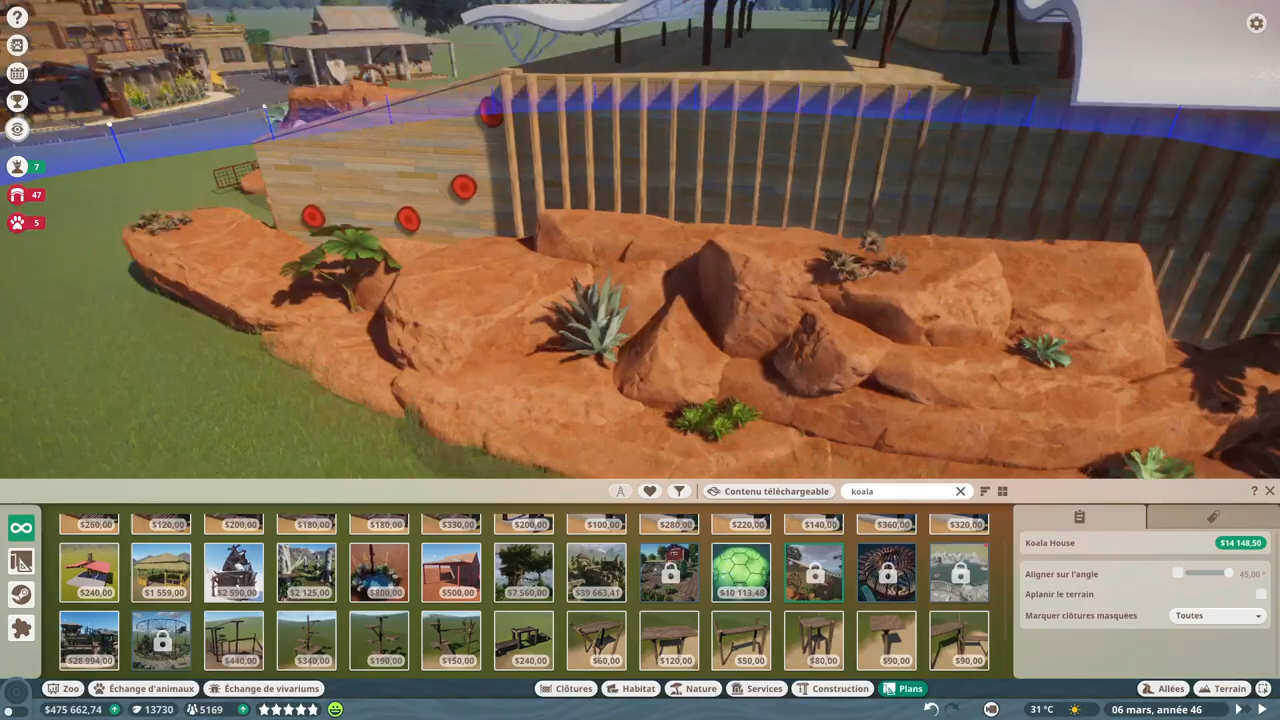 ?
7
47
5
Contenu téléchargeable
koala
?
$260,00 $120,00 $200,00 $180,00 $180,00 $330,00 $200,00 $100,00 $280,00 $220,00 $140,00 $360,00 $320,00
$240,00 $1 559,00 $2 590,00 $2 125,00 $800,00 $500,00 $7 560,00 $39 663,41 $10 113,48
$28 994,00 $440,00 $340,00 $190,00 $150,00 $240,00 $60,00 $120,00 $50,00 $80,00 $90,00 $90,00
Koala House $14 148,50
Aligner sur l'angle 45,00°
Aplanir le terrain
Marquer clôtures masquées Toutes
Zoo Échange d'animaux Échange de vivariums Clôtures Habitat Nature Services Construction Plans Allées Terrain
$475 662,74 13730 5169 31 °C 06 mars, année 46